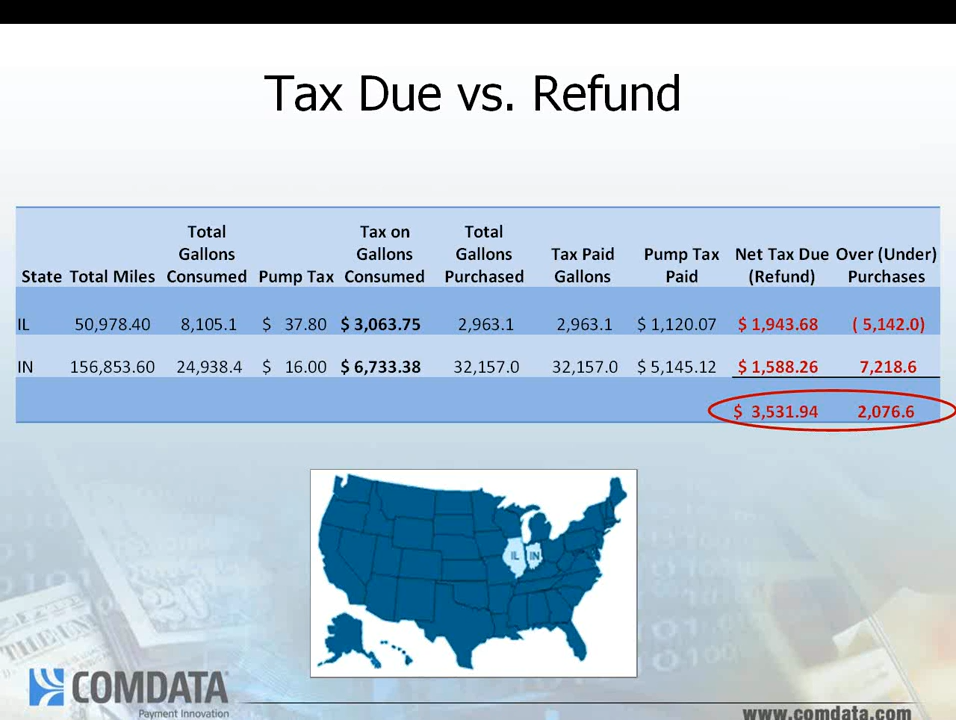 Tax Due vs. Refund
Total Tax on Total
Gallons Gallons Gallons Tax Paid Pump Tax Net Tax Due Over (Under)
State Total Miles Consumed Pump Tax Consumed Purchased Gallons Paid (Refund) Purchases
IL 50,978.40 8,105.1 $ 37.80 $ 3,063.75 2,963.1 2,963.1 $ 1,120.07 $ 1,943.68 ( 5,142.0)
IN 156,853.60 24,938.4 $ 16.00 $ 6,733.38 32,157.0 32,157.0 $ 5,145.12 $ 1,588.26 7,218.6
$ 3,531.94 2,076.6
IL IN
COMDATA
Payment Innovation
www.comdata.com